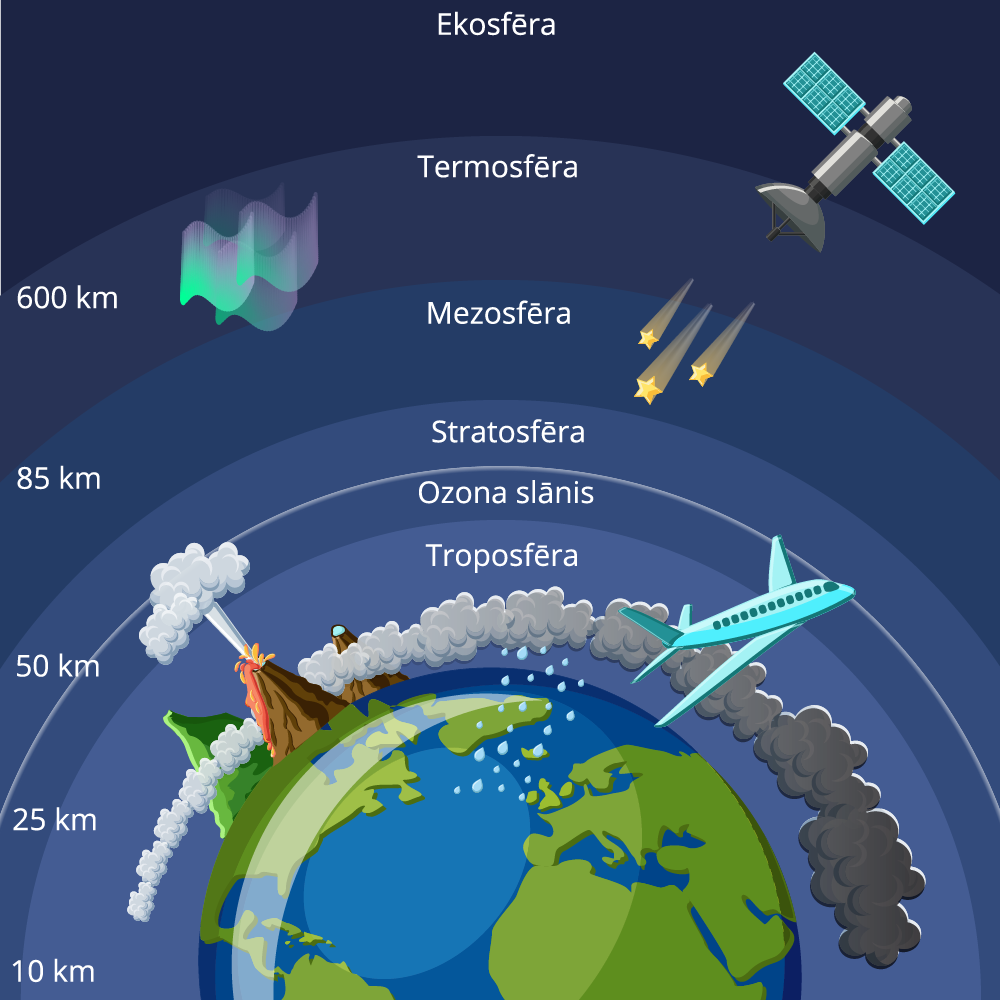 Ekosfēra
Termosfēra
600 km
Mezosfēra
Stratosfēra
85 km
Ozona slānis
Troposfēra
50 km
25 km
10 km